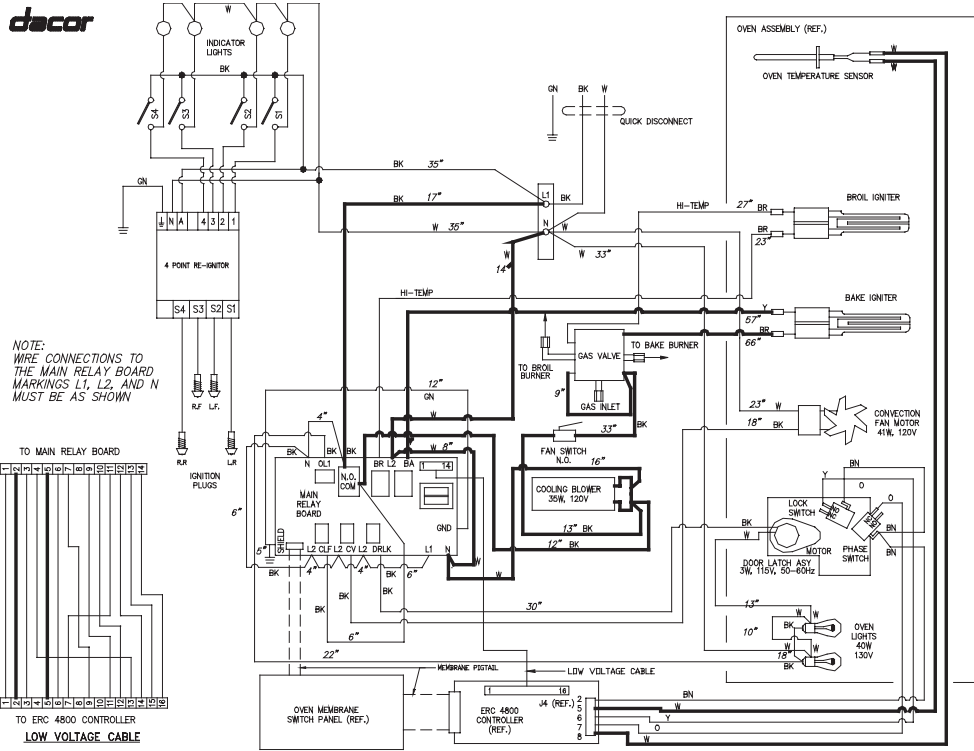 dacor
W
INDICATOR
LIGHTS
BK
S4
S3
S2
S1
GN
BK
W
QUICK DISCONNECT
OVEN ASSEMBLY (REF.)
W
W
OVEN TEMPERATURE SENSOR
BK 35"
GN
BK 17"
L1
BK
HI-TEMP
27" BR
BROIL IGNITER
N A 4 3 2 1
W 35"
N
W
W 33"
BR
23"
W
14"
4 POINT RE-IGNITOR
S4 S3 S2 S1
HI-TEMP
BAKE IGNITER
Y
57"
BR
66"
NOTE:
WIRE CONNECTIONS TO
THE MAIN RELAY BOARD
MARKINGS L1, L2, AND N
MUST BE AS SHOWN
TO BAKE BURNER
GAS VALVE
TO BROIL
BURNER
R.F L.F.
12"
GN
9"
GAS INLET
23" W
18" BK
CONVECTION
FAN MOTOR
41W, 120V
4"
W
33"
BK
R.R
L.R
IGNITION
PLUGS
TO MAIN RELAY BOARD
1 2 3 4 5 6 7 8 9 10 11 12 13 14
BK
BK
BK
W 8"
FAN SWITCH
N.O.
N OL1
BR L2 BA
1 14
16"
N.O.
COM
MAIN
RELAY
BOARD
COOLING BLOWER
35W, 120V
LOCK
SWITCH
NO
NC
Y
BN
O
O
BN
BN
6"
GND
13" BK
12" BK
BK
W
MOTOR
PHASE
SWITCH
SHIELD
5"
BK
L2 CLF L2 CV L2 DRLK
L1 N
W
W
4"
4"
BK
6"
DOOR LATCH ASY
3W, 115V, 50-60Hz
BK
BK
30"
6"
22"
13"
W
W
BK
10"
W
18"
BK
OVEN
LIGHTS
40W
130V
MEMBRANE PIGTAIL
LOW VOLTAGE CABLE
1 2 3 4 5 6 7 8 9 10 11 12 13 14 15 16
TO ERC 4800 CONTROLLER
LOW VOLTAGE CABLE
OVEN MEMBRANE
SWITCH PANEL (REF.)
1 16
ERC 4800
CONTROLLER
(REF.)
J4 (REF.)
2
5
6
7
8
BN
W
Y
O
W